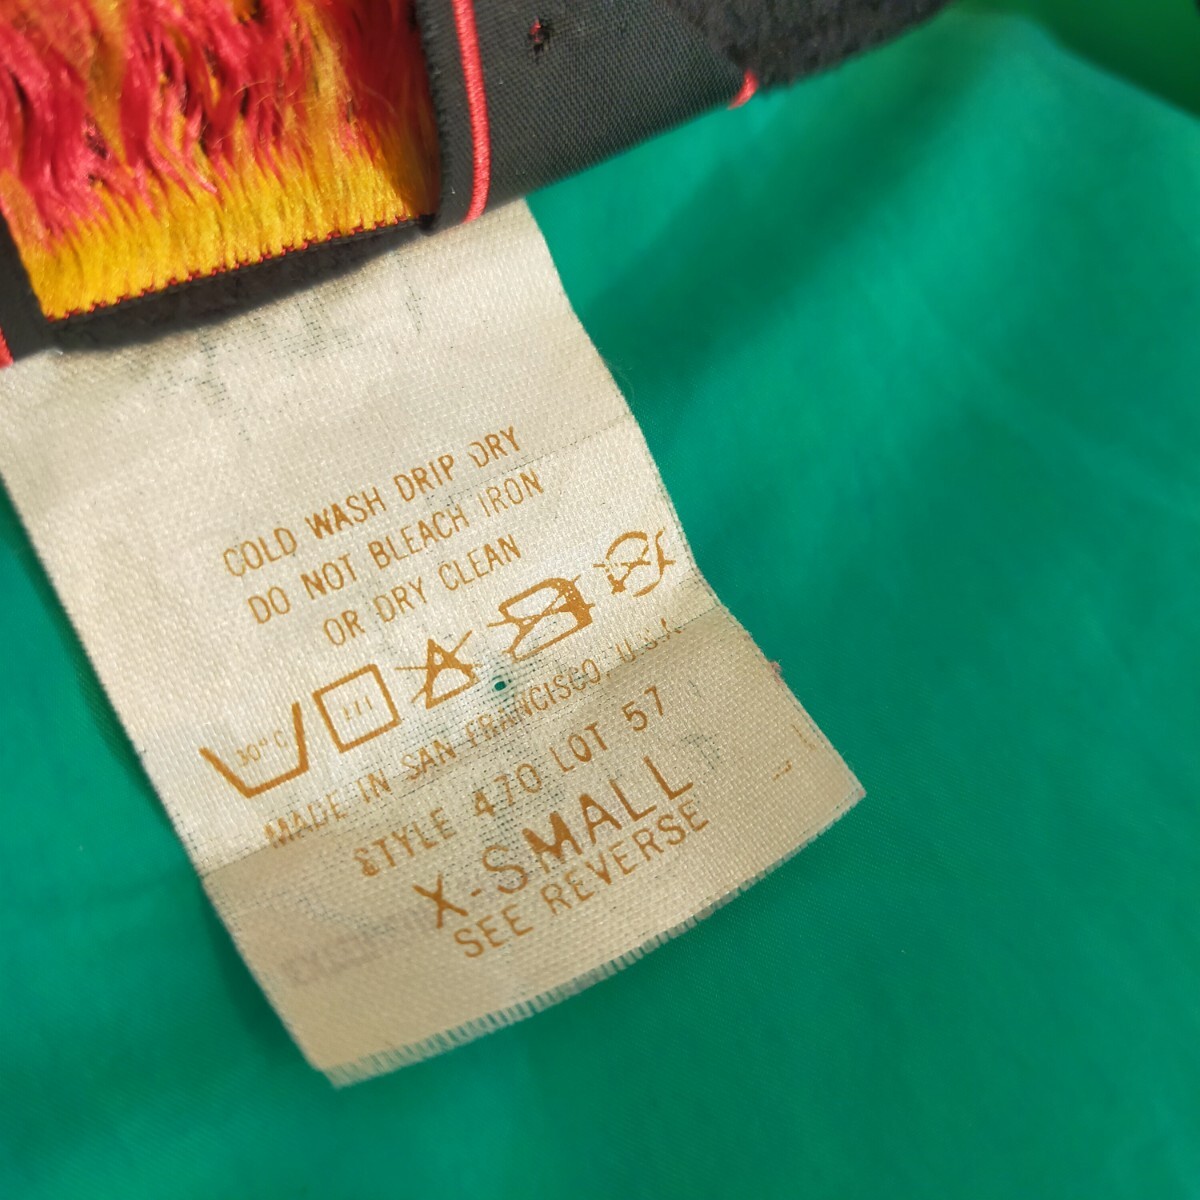 COLD WASH DRIP DRY
DO NOT BLEACH IRON
OR DRY CLEAN
30°C
MADE IN SAN FRANCISCO, U.S.A.
STYLE 470 LOT 57
X-SMALL
SEE REVERSE